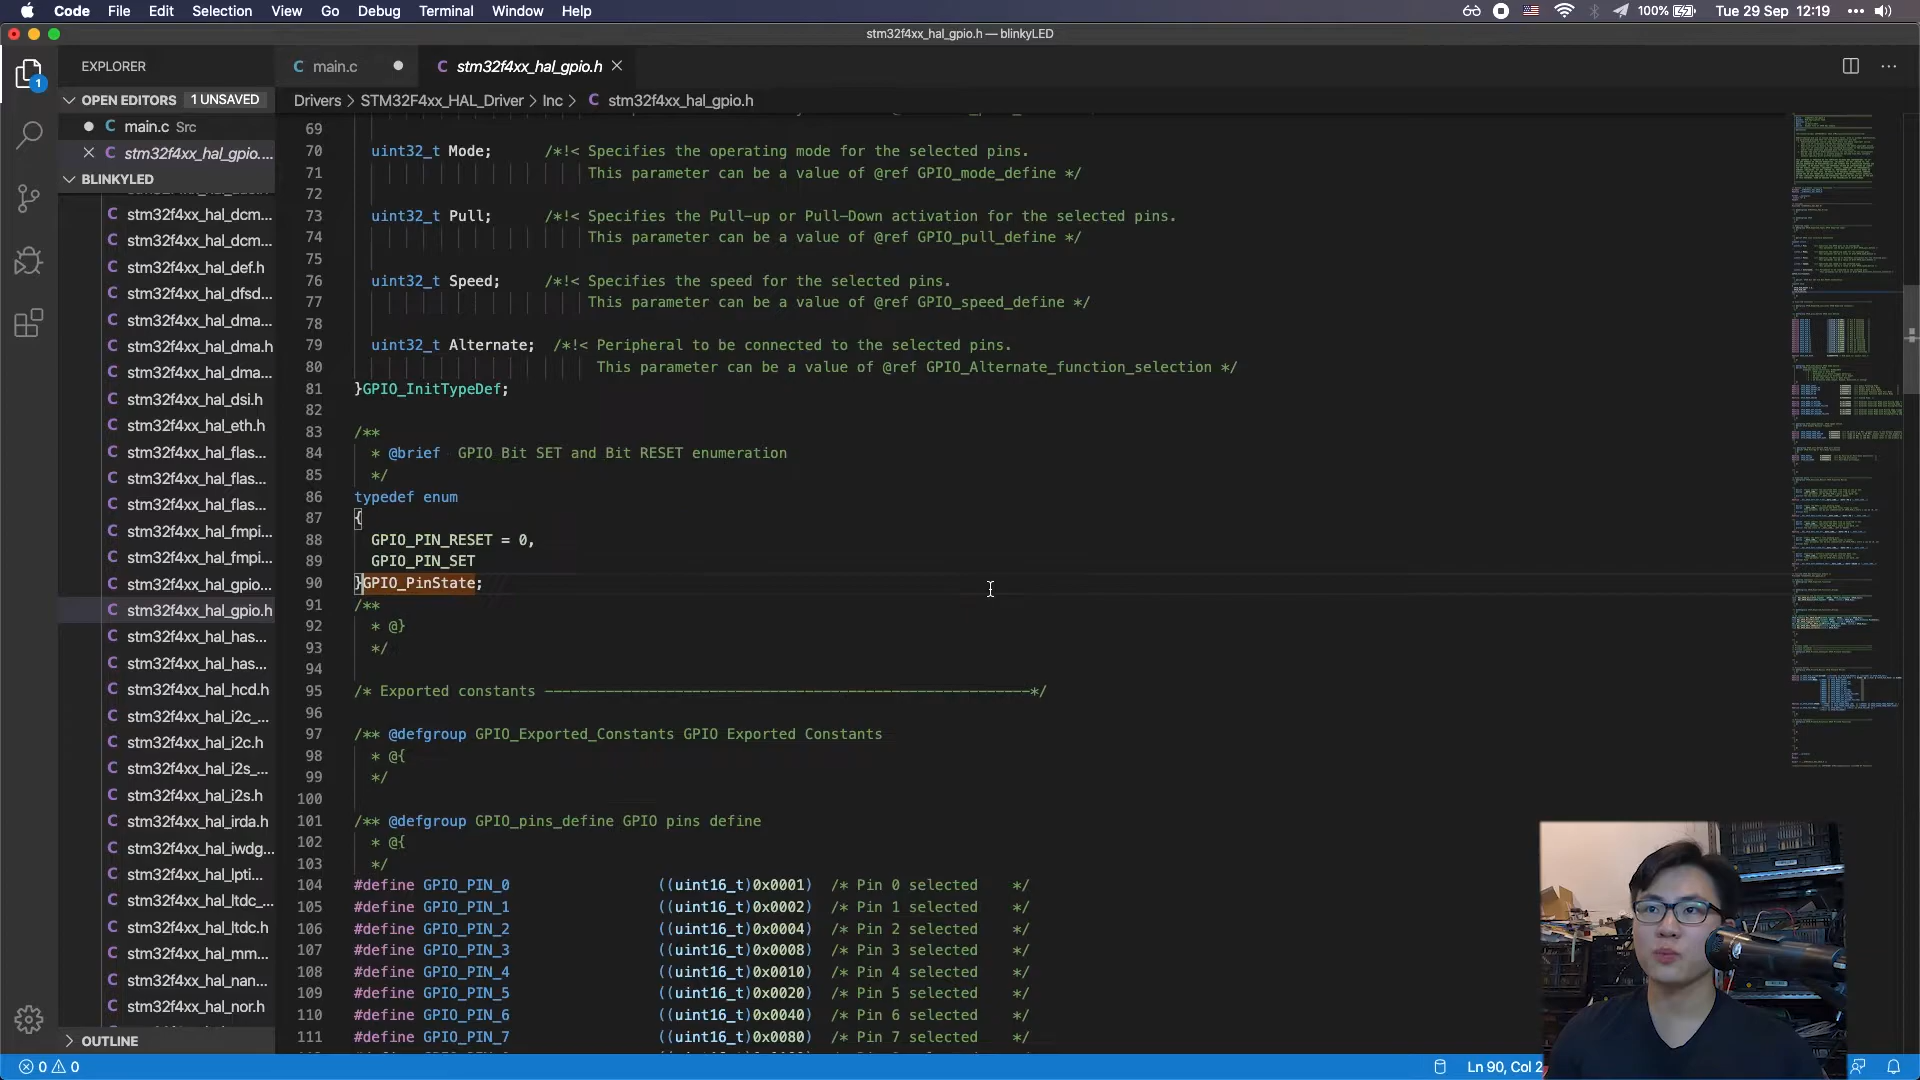 Code File Edit Selection View Go Debug Terminal Window Help 100% Tue 29 Sep 12:19
stm32f4xx_hal_gpio.h — blinkyLED
1
EXPLORER
OPEN EDITORS 1 UNSAVED
C main.c Src
C stm32f4xx_hal_gpio....
BLINKYLED
C stm32f4xx_hal_dcm...
C stm32f4xx_hal_dcm...
C stm32f4xx_hal_def.h
C stm32f4xx_hal_dfsd...
C stm32f4xx_hal_dma...
C stm32f4xx_hal_dma.h
C stm32f4xx_hal_dma...
C stm32f4xx_hal_dsi.h
C stm32f4xx_hal_eth.h
C stm32f4xx_hal_flas...
C stm32f4xx_hal_flas...
C stm32f4xx_hal_flas...
C stm32f4xx_hal_fmpi...
C stm32f4xx_hal_fmpi...
C stm32f4xx_hal_gpio...
C stm32f4xx_hal_gpio.h
C stm32f4xx_hal_has...
C stm32f4xx_hal_has...
C stm32f4xx_hal_hcd.h
C stm32f4xx_hal_i2c_...
C stm32f4xx_hal_i2c.h
C stm32f4xx_hal_i2s_...
C stm32f4xx_hal_i2s.h
C stm32f4xx_hal_irda.h
C stm32f4xx_hal_iwdg...
C stm32f4xx_hal_lpti...
C stm32f4xx_hal_ltdc_...
C stm32f4xx_hal_ltdc.h
C stm32f4xx_hal_mm...
C stm32f4xx_hal_nan...
C stm32f4xx_hal_nor.h
OUTLINE
C main.c C stm32f4xx_hal_gpio.h
Drivers > STM32F4xx_HAL_Driver > Inc > C stm32f4xx_hal_gpio.h
69
70 uint32_t Mode; /*!< Specifies the operating mode for the selected pins.
71 This parameter can be a value of @ref GPIO_mode_define */
72
73 uint32_t Pull; /*!< Specifies the Pull-up or Pull-Down activation for the selected pins.
74 This parameter can be a value of @ref GPIO_pull_define */
75
76 uint32_t Speed; /*!< Specifies the speed for the selected pins.
77 This parameter can be a value of @ref GPIO_speed_define */
78
79 uint32_t Alternate; /*!< Peripheral to be connected to the selected pins.
80 This parameter can be a value of @ref GPIO_Alternate_function_selection */
81 }GPIO_InitTypeDef;
82
83 /**
84 * @brief GPIO Bit SET and Bit RESET enumeration
85 */
86 typedef enum
87 {
88 GPIO_PIN_RESET = 0,
89 GPIO_PIN_SET
90 }GPIO_PinState;
91 /**
92 * @}
93 */
94
95 /* Exported constants --------------------------------------------------------*/
96
97 /** @defgroup GPIO_Exported_Constants GPIO Exported Constants
98 * @{
99 */
100
101 /** @defgroup GPIO_pins_define GPIO pins define
102 * @{
103 */
104 #define GPIO_PIN_0 ((uint16_t)0x0001) /* Pin 0 selected */
105 #define GPIO_PIN_1 ((uint16_t)0x0002) /* Pin 1 selected */
106 #define GPIO_PIN_2 ((uint16_t)0x0004) /* Pin 2 selected */
107 #define GPIO_PIN_3 ((uint16_t)0x0008) /* Pin 3 selected */
108 #define GPIO_PIN_4 ((uint16_t)0x0010) /* Pin 4 selected */
109 #define GPIO_PIN_5 ((uint16_t)0x0020) /* Pin 5 selected */
110 #define GPIO_PIN_6 ((uint16_t)0x0040) /* Pin 6 selected */
111 #define GPIO_PIN_7 ((uint16_t)0x0080) /* Pin 7 selected */
0 0 Ln 90, Col 2